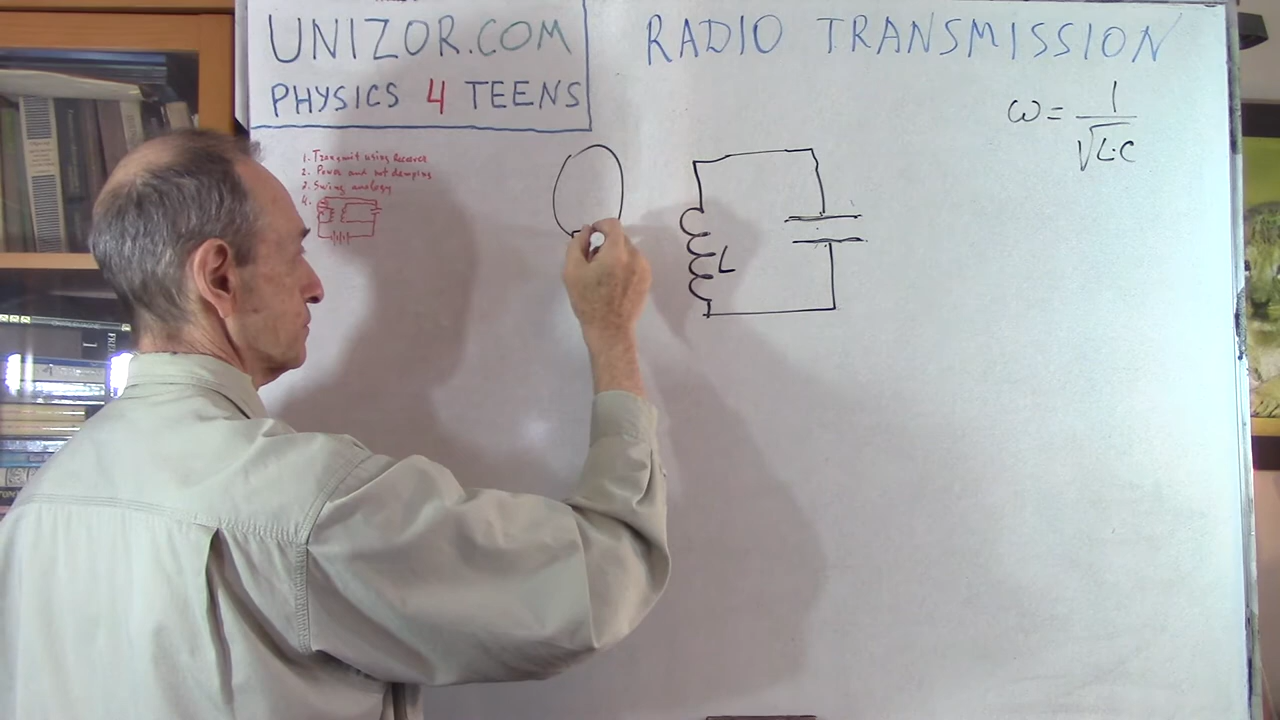 UNIZOR.COM
PHYSICS 4 TEENS
RADIO TRANSMISSION
ω = 1/√L·C
1. Transmit using Receiver
2. Power and not damping
3. Swing analogy
4.
L